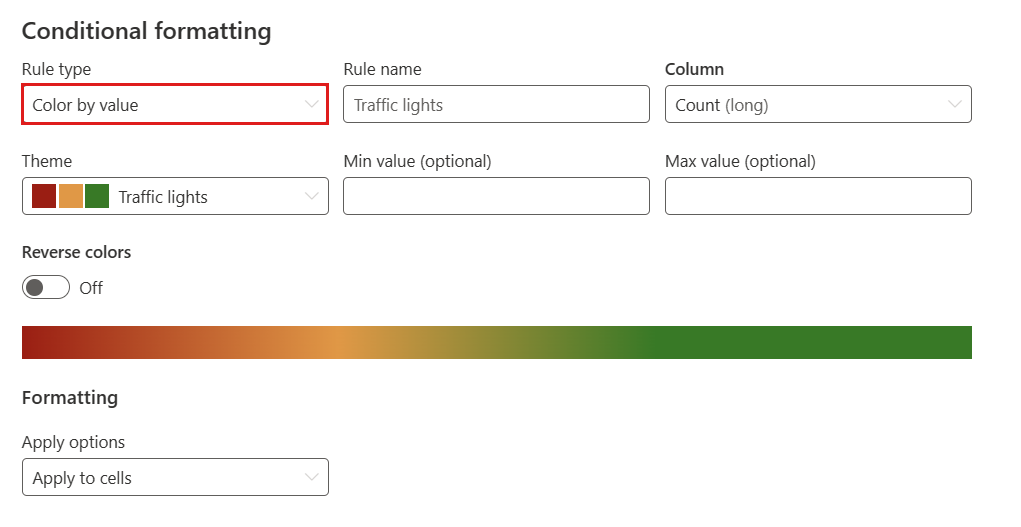 Conditional formatting
Rule type
Rule name
Column
Color by value
Traffic lights
Count (long)
Theme
Min value (optional)
Max value (optional)
Traffic lights
Reverse colors
Off
Formatting
Apply options
Apply to cells